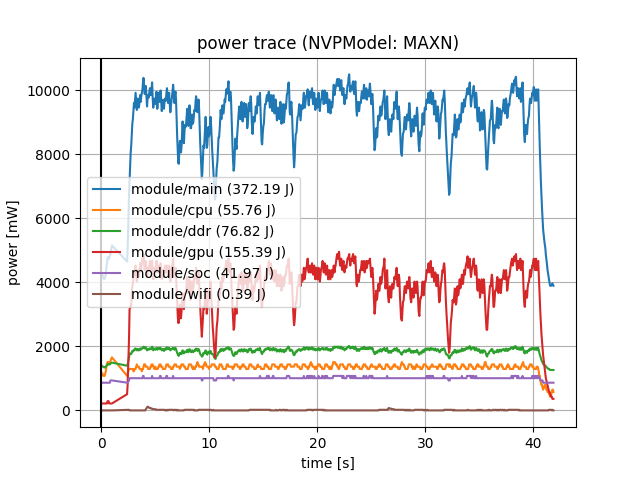 power trace (NVPModel: MAXN)
power [mW]
10000
8000
6000
4000
2000
0
module/main (372.19 J)
module/cpu (55.76 J)
module/ddr (76.82 J)
module/gpu (155.39 J)
module/soc (41.97 J)
module/wifi (0.39 J)
0 10 20 30 40
time [s]